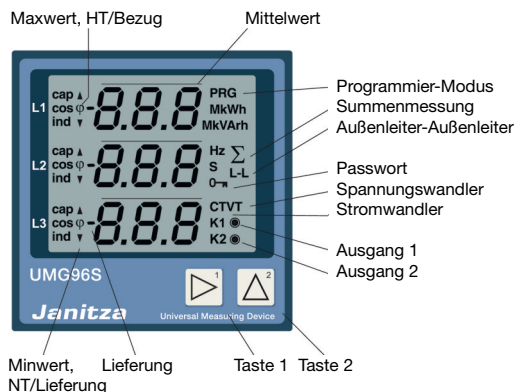 Maxwert, HT/Bezug
Mittelwert
Programmier-Modus
Summenmessung
Außenleiter-Außenleiter
Passwort
Spannungswandler
Stromwandler
Ausgang 1
Ausgang 2
L1
cap ▲
cos φ
ind ▼
-8.8.8
PRG
MkWh
MkVArh
L2
cap ▲
cos φ
ind ▼
-8.8.8
Hz Σ
S L-L
L3
cap ▲
cos φ
ind ▼
-8.8.8
CTVT
K1
K2
UMG96S
1
2
Janitza
Universal Measuring Device
Minwert,
NT/Lieferung
Lieferung
Taste 1
Taste 2